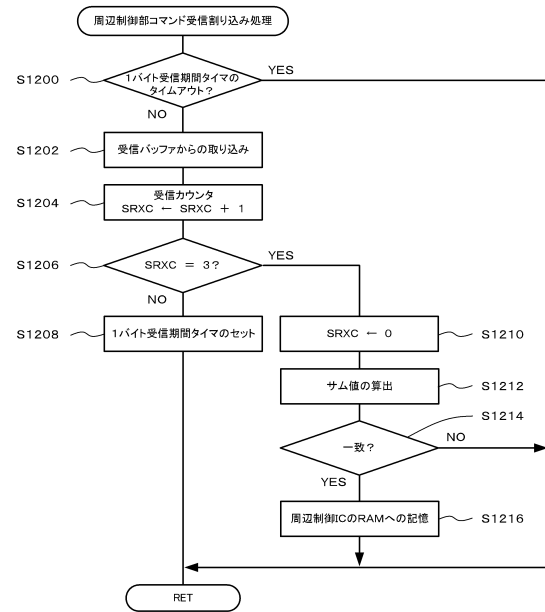 周辺制御部コマンド受信割り込み処理
S1200
1バイト受信期間タイマの
タイムアウト?
YES
NO
S1202
受信バッファからの取り込み
S1204
受信カウンタ
SRXC ← SRXC + 1
S1206
SRXC = 3?
YES
NO
S1208
1バイト受信期間タイマのセット
SRXC ← 0
S1210
サム値の算出
S1212
S1214
一致?
NO
YES
周辺制御ICのRAMへの記憶
S1216
RET